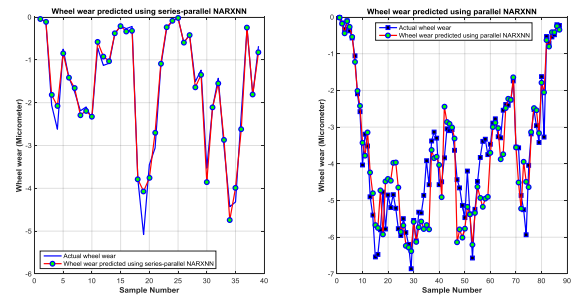 Wheel wear predicted using series-parallel NARXNN
0
-1
-2
-3
-4
-5
-6
Wheel wear (Micrometer)
Actual wheel wear
Wheel wear predicted using series-parallel NARXNN
0 5 10 15 20 25 30 35 40
Sample Number
Wheel wear predicted using parallel NARXNN
Actual wheel wear
Wheel wear predicted using parallel NARXNN
0
-1
-2
-3
-4
-5
-6
-7
Wheel wear (Micrometer)
0 10 20 30 40 50 60 70 80 90
Sample Number